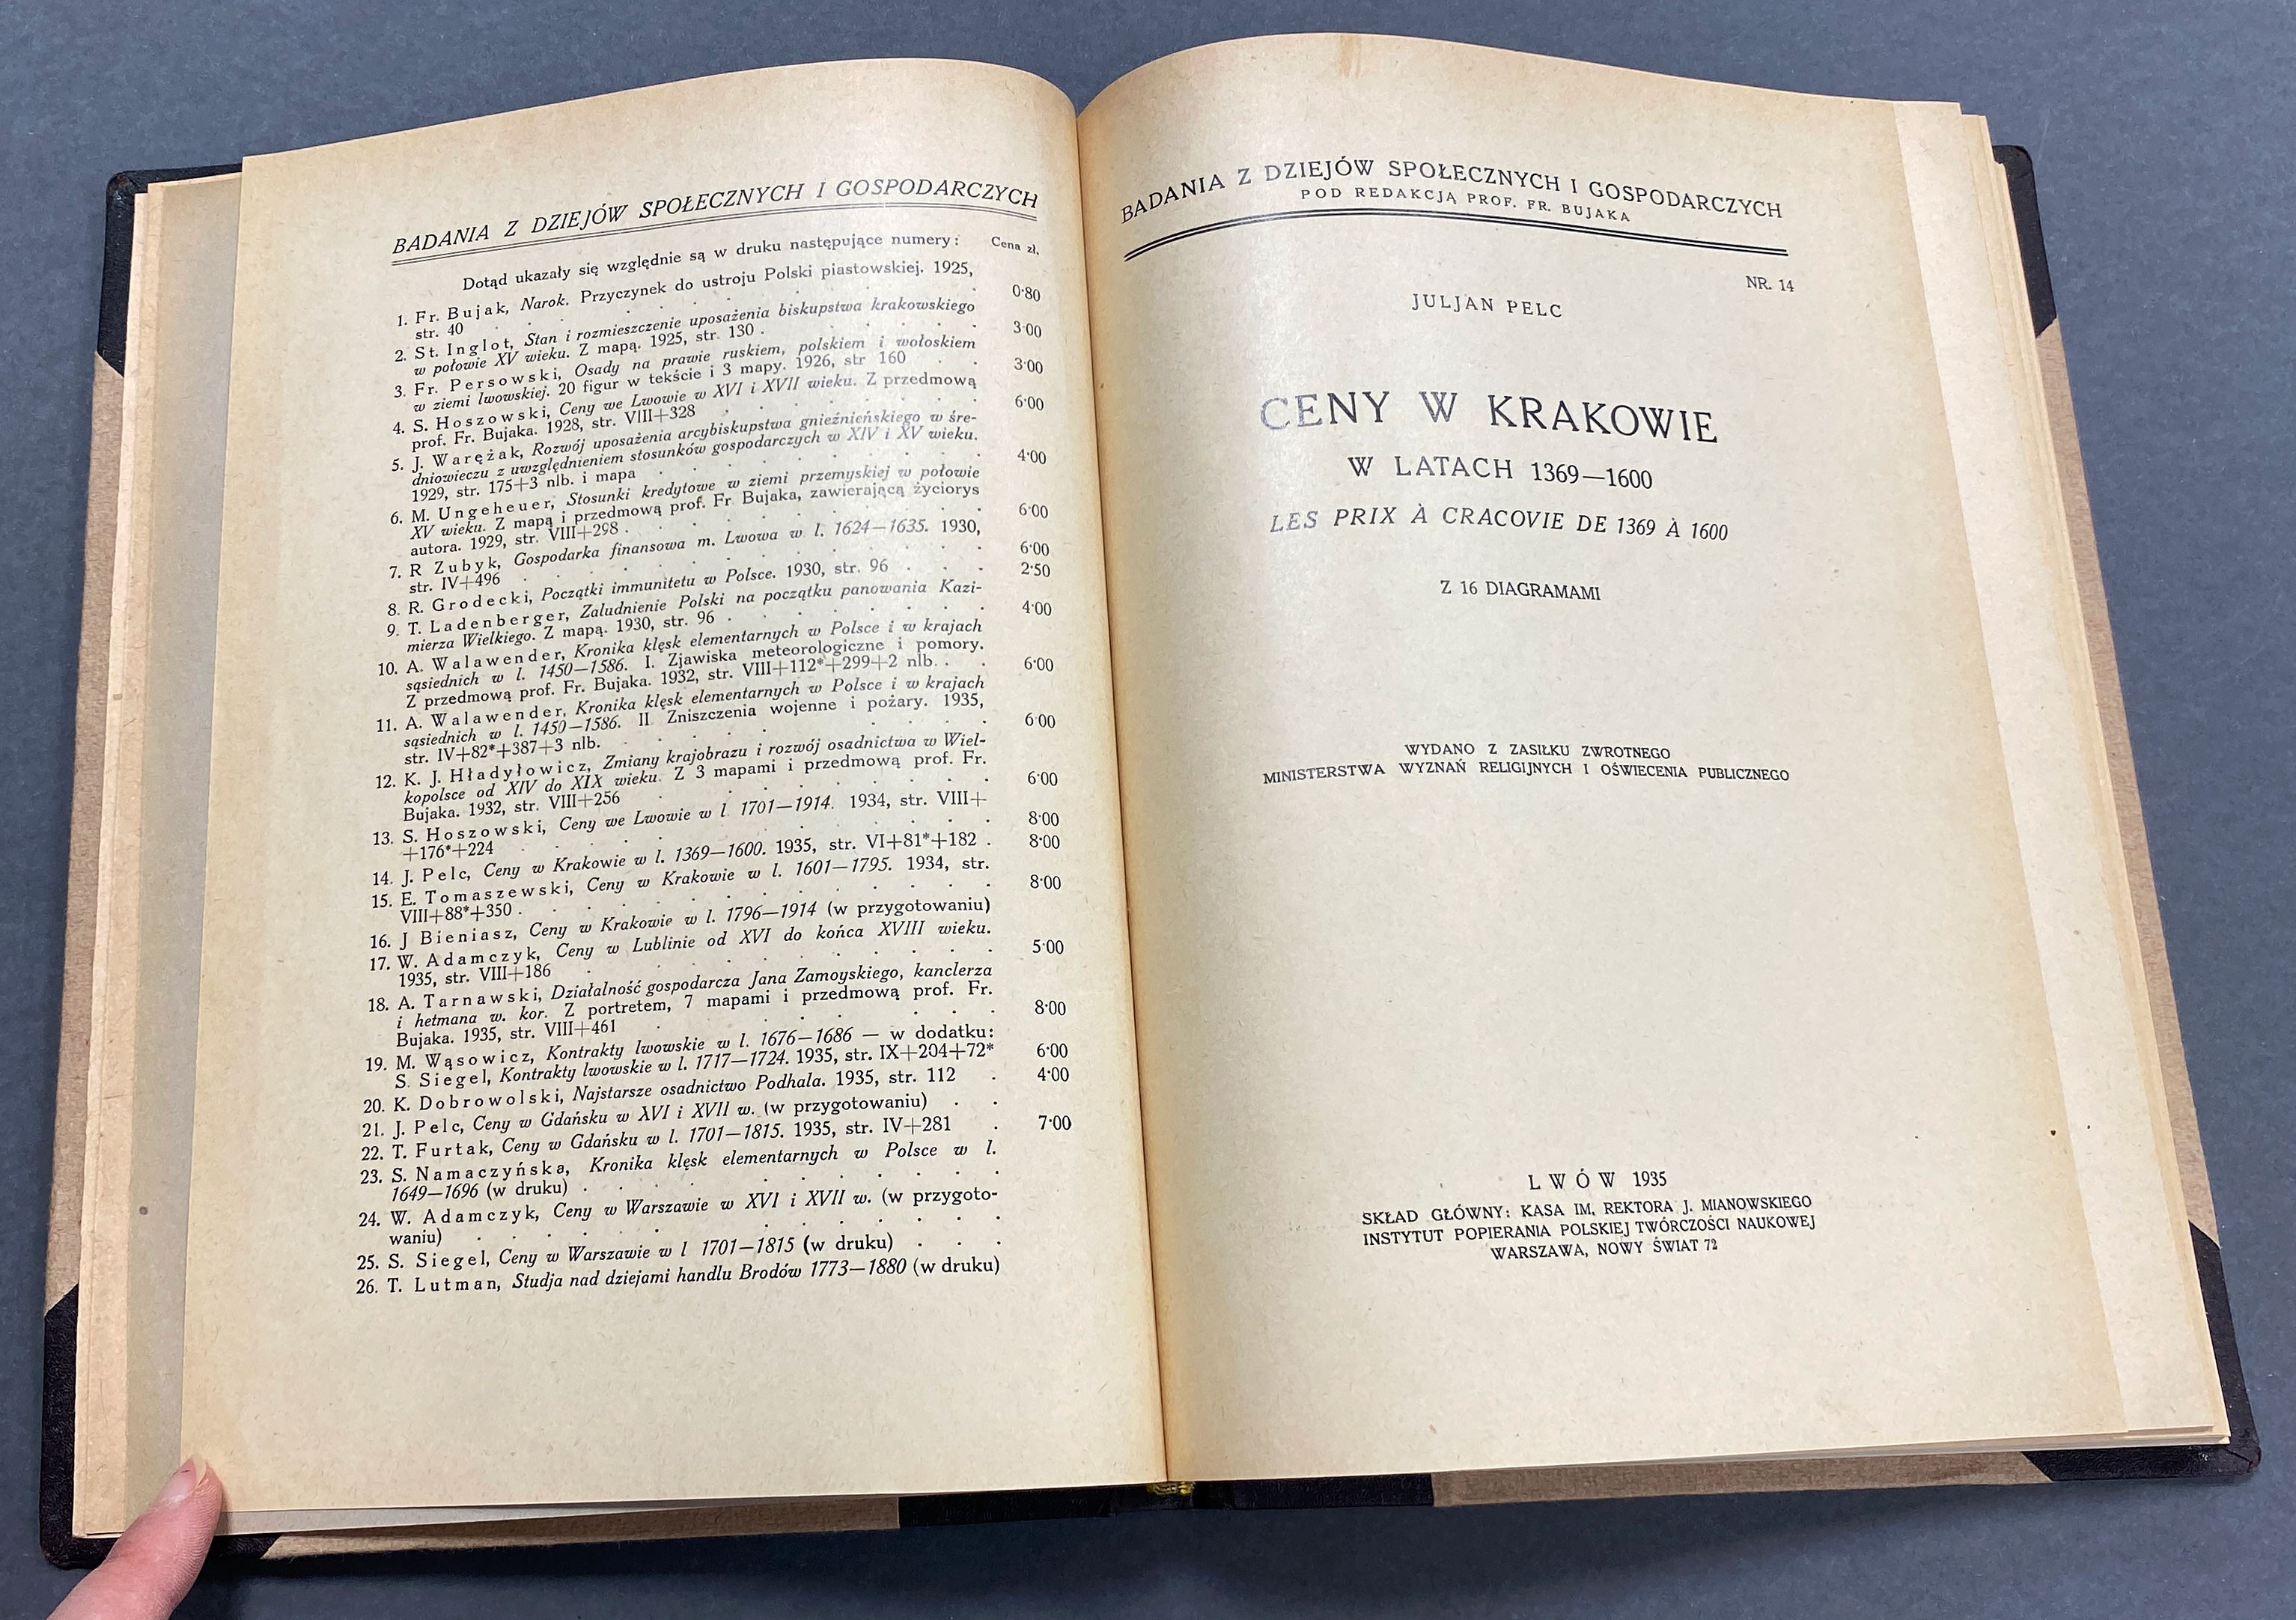 BADANIA Z DZIEJÓW SPOŁECZNYCH I GOSPODARCZYCH
Dotąd ukazały się względnie są w druku następujące numery: Cena zł.
1. Fr. Bujak, Narok. Przyczynek do ustroju Polski piastowskiej. 1925,
str. 40 . . . . . . . 0·80
2. St. Inglot, Stan i rozmieszczenie uposażenia biskupstwa krakowskiego
w połowie XV wieku. Z mapą. 1925, str. 130 . . . . . 3·00
3. Fr. Persowski, Osady na prawie ruskiem, polskiem i wołoskiem
w ziemi lwowskiej. 20 figur w tekście i 3 mapy. 1926, str 160 . . 3·00
4. S. Hoszowski, Ceny we Lwowie w XVI i XVII wieku. Z przedmową
prof. Fr. Bujaka. 1928, str. VIII+328 . . . . . . 6·00
5. J. Warężak, Rozwój uposażenia arcybiskupstwa gnieźnieńskiego w śre-
dniowieczu z uwzględnieniem stosunków gospodarczych w XIV i XV wieku.
1929, str. 175+3 nlb. i mapa . . . . . . . 4·00
6. M. Ungeheuer, Stosunki kredytowe w ziemi przemyskiej w połowie
XV wieku. Z mapą i przedmową prof. Fr. Bujaka, zawierającą życiorys
autora. 1929, str. VIII+298 . . . . . . . 6·00
7. R Zubyk, Gospodarka finansowa m. Lwowa w l. 1624—1635. 1930,
str. IV+496 . . . . . . . 6·00
8. R. Grodecki, Początki immunitetu w Polsce. 1930, str. 96 . . . 2·50
9. T. Ladenberger, Zaludnienie Polski na początku panowania Kazi-
mierza Wielkiego. Z mapą. 1930, str. 96 . . . . . . 4·00
10. A. Walawender, Kronika klęsk elementarnych w Polsce i w krajach
sąsiednich w l. 1450—1586. I. Zjawiska meteorologiczne i pomory.
Z przedmową prof. Fr. Bujaka. 1932, str. VIII+112*+299+2 nlb. . . 6·00
11. A. Walawender, Kronika klęsk elementarnych w Polsce i w krajach
sąsiednich w l. 1450—1586. II Zniszczenia wojenne i pożary. 1935,
str. IV+82*+387+3 nlb. . . . . . 6·00
12. K. J. Hładyłowicz, Zmiany krajobrazu i rozwój osadnictwa w Wiel-
kopolsce od XIV do XIX wieku. Z 3 mapami i przedmową prof. Fr.
Bujaka. 1932, str. VIII+256 . . . . . . 6·00
13. S. Hoszowski, Ceny we Lwowie w l. 1701—1914. 1934, str. VIII+
+176*+224 . . . . . . . 8·00
14. J. Pelc, Ceny w Krakowie w l. 1369—1600. 1935, str. VI+81*+182 . 8·00
15. E. Tomaszewski, Ceny w Krakowie w l. 1601—1795. 1934, str.
VIII+88*+350 . . . . . . . 8·00
16. J Bieniasz, Ceny w Krakowie w l. 1796—1914 (w przygotowaniu)
17. W. Adamczyk, Ceny w Lublinie od XVI do końca XVIII wieku.
1935, str. VIII+186 . . . . . . 5·00
18. A. Tarnawski, Działalność gospodarcza Jana Zamoyskiego, kanclerza
i hetmana w. kor. Z portretem, 7 mapami i przedmową prof. Fr.
Bujaka. 1935, str. VIII+461 . . . . . . 8·00
19. M. Wąsowicz, Kontrakty lwowskie w l. 1676—1686 — w dodatku:
S. Siegel, Kontrakty lwowskie w l. 1717—1724. 1935, str. IX+204+72* 6·00
20. K. Dobrowolski, Najstarsze osadnictwo Podhala. 1935, str. 112 . 4·00
21. J. Pelc, Ceny w Gdańsku w XVI i XVII w. (w przygotowaniu) . .
22. T. Furtak, Ceny w Gdańsku w l. 1701—1815. 1935, str. IV+281 . 7·00
23. S. Namaczyńska, Kronika klęsk elementarnych w Polsce w l.
1649—1696 (w druku) . . . . . . .
24. W. Adamczyk, Ceny w Warszawie w XVI i XVII w. (w przygoto-
waniu) . . . . . . . .
25. S. Siegel, Ceny w Warszawie w l 1701—1815 (w druku) . . .
26. T. Lutman, Studja nad dziejami handlu Brodów 1773—1880 (w druku)
BADANIA Z DZIEJÓW SPOŁECZNYCH I GOSPODARCZYCH
POD REDAKCJĄ PROF. FR. BUJAKA
NR. 14
JULJAN PELC
CENY W KRAKOWIE
W LATACH 1369—1600
LES PRIX À CRACOVIE DE 1369 À 1600
Z 16 DIAGRAMAMI
WYDANO Z ZASIŁKU ZWROTNEGO
MINISTERSTWA WYZNAŃ RELIGIJNYCH I OŚWIECENIA PUBLICZNEGO
LWÓW 1935
SKŁAD GŁÓWNY: KASA IM. REKTORA J. MIANOWSKIEGO
INSTYTUT POPIERANIA POLSKIEJ TWÓRCZOŚCI NAUKOWEJ
WARSZAWA, NOWY ŚWIAT 72